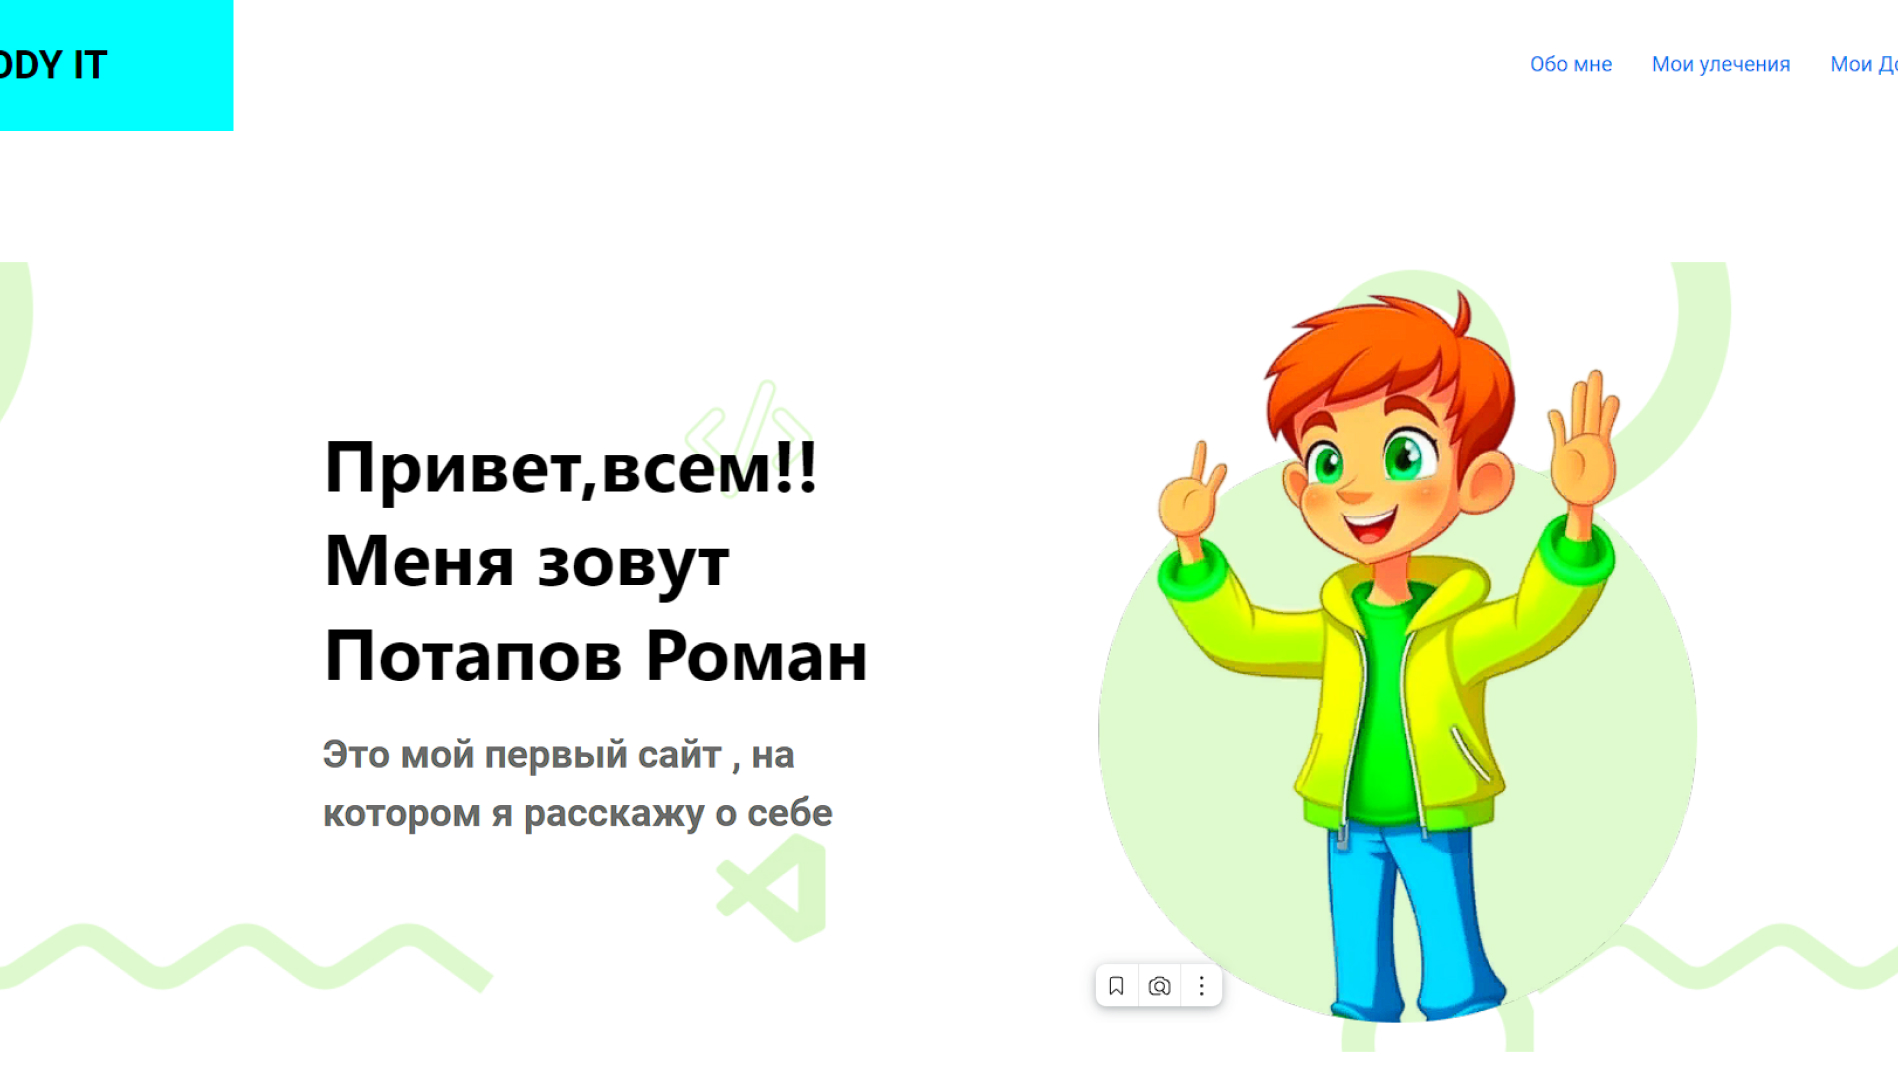 ODY IT
Обо мне
Мои улечения
Мои До
Привет,всем!!
Меня зовут
Потапов Роман
Это мой первый сайт , на
котором я расскажу о себе